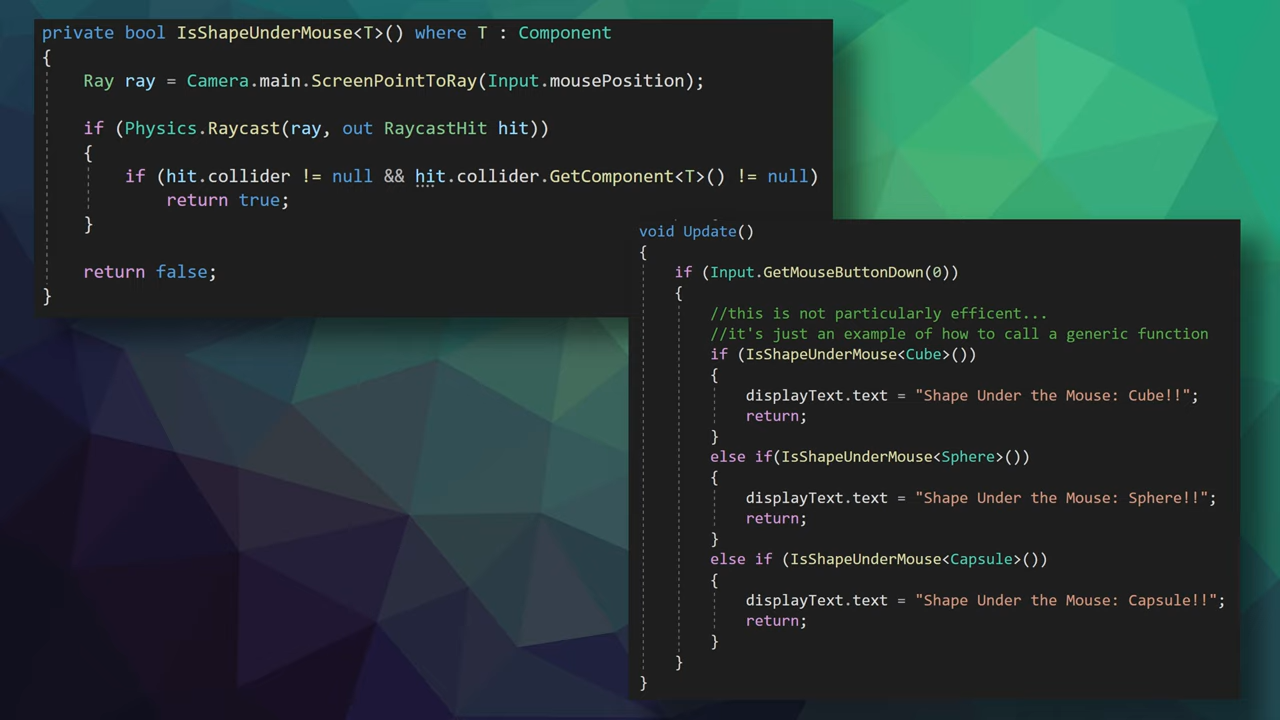 private bool IsShapeUnderMouse<T>() where T : Component
{
Ray ray = Camera.main.ScreenPointToRay(Input.mousePosition);
if (Physics.Raycast(ray, out RaycastHit hit))
{
if (hit.collider != null && hit.collider.GetComponent<T>() != null)
return true;
}
return false;
}
void Update()
{
if (Input.GetMouseButtonDown(0))
{
//this is not particularly efficent...
//it's just an example of how to call a generic function
if (IsShapeUnderMouse<Cube>())
{
displayText.text = "Shape Under the Mouse: Cube!!";
return;
}
else if(IsShapeUnderMouse<Sphere>())
{
displayText.text = "Shape Under the Mouse: Sphere!!";
return;
}
else if (IsShapeUnderMouse<Capsule>())
{
displayText.text = "Shape Under the Mouse: Capsule!!";
return;
}
}
}